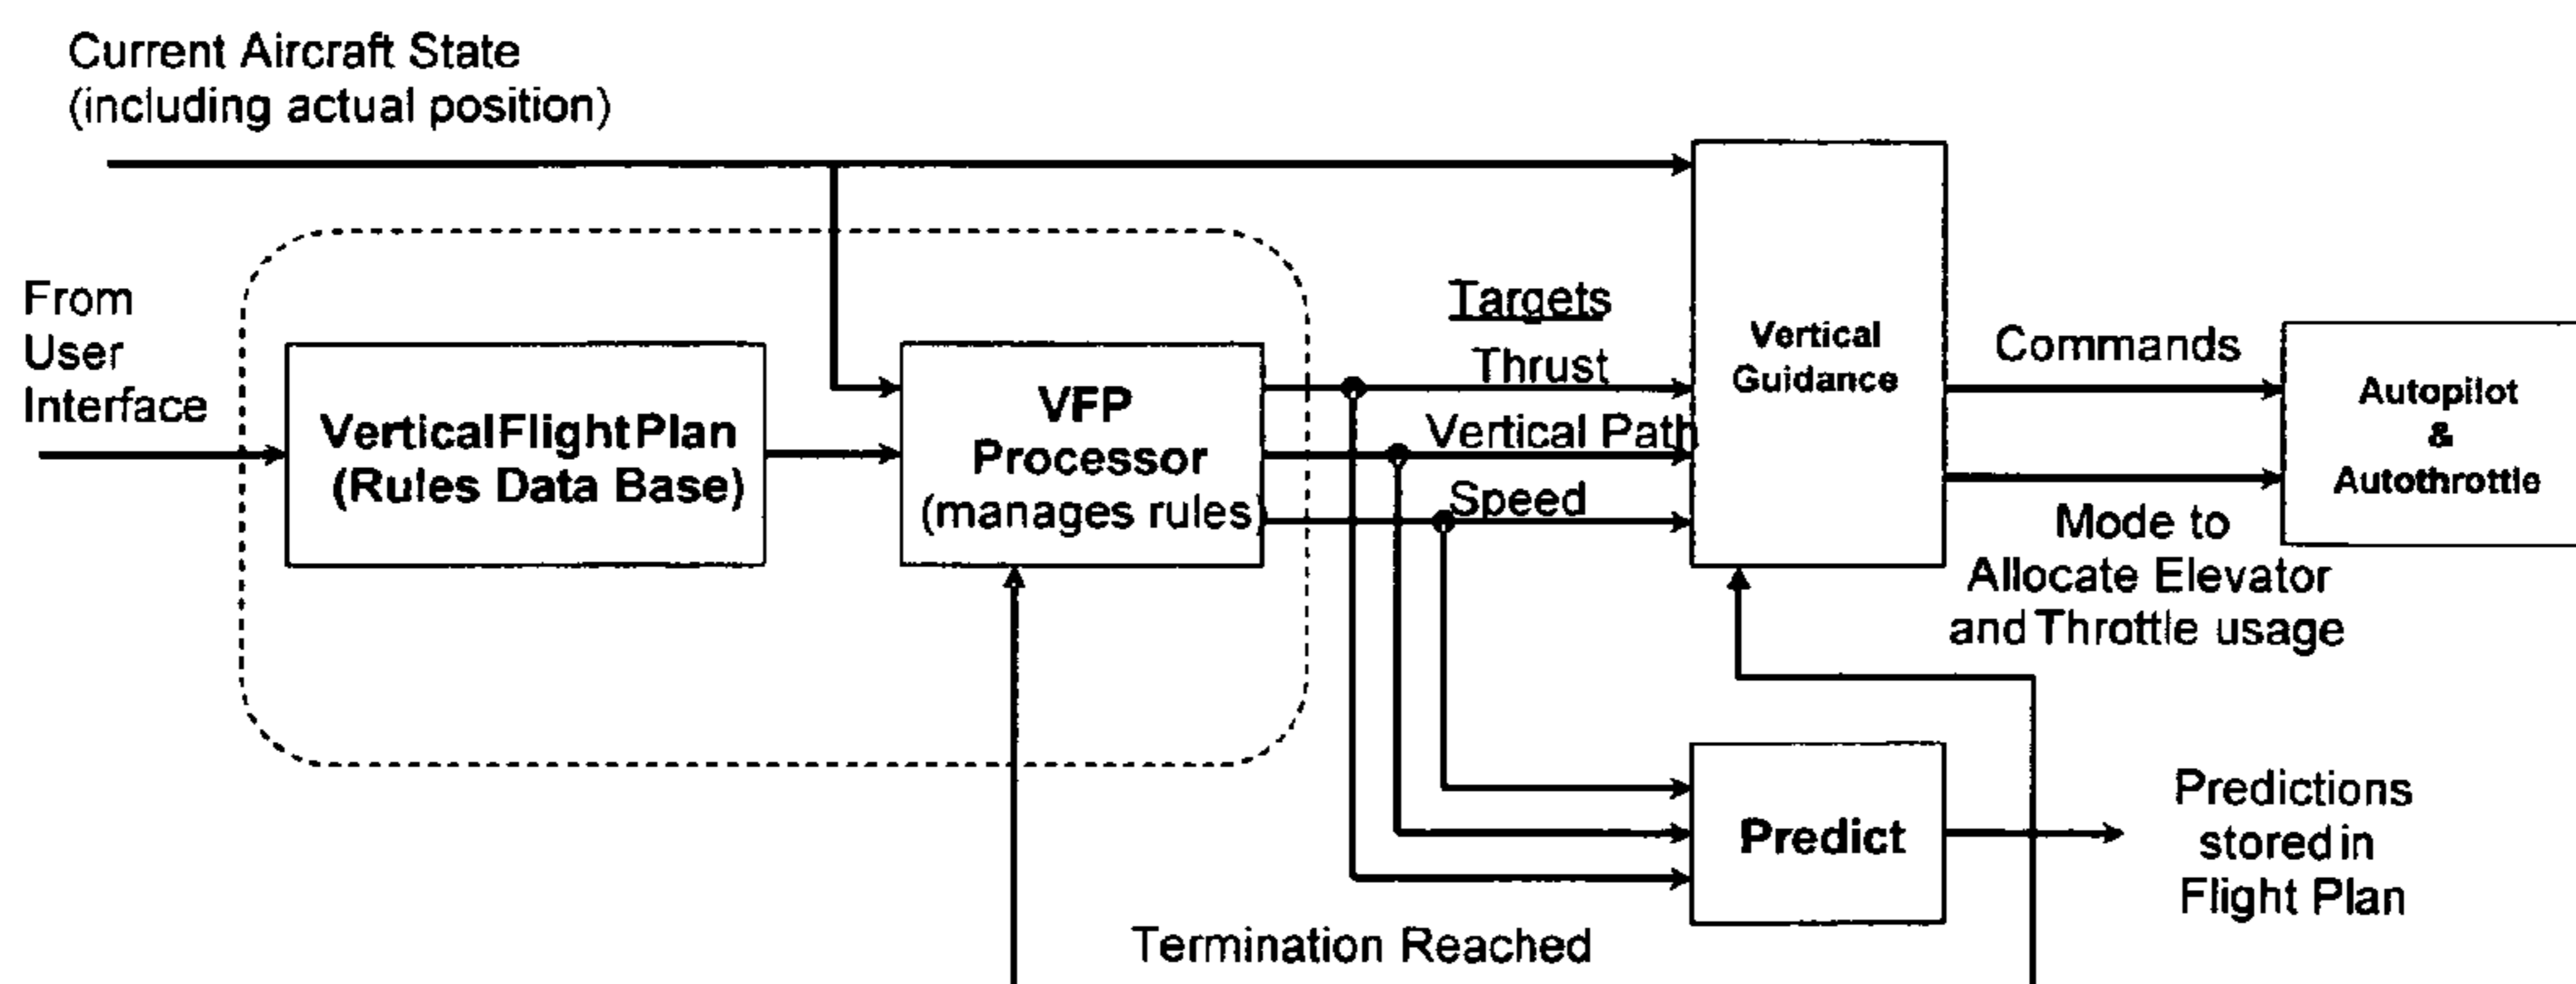 Current Aircraft State
(including actual position)
From
User
Interface
VerticalFlightPlan
(Rules Data Base)
VFP
Processor
(manages rules)
Targets
Thrust
Vertical Path
Speed
Vertical
Guidance
Commands
Mode to
Allocate Elevator
and Throttle usage
Autopilot
&
Autothrottle
Predict
Predictions
stored in
Flight Plan
Termination Reached